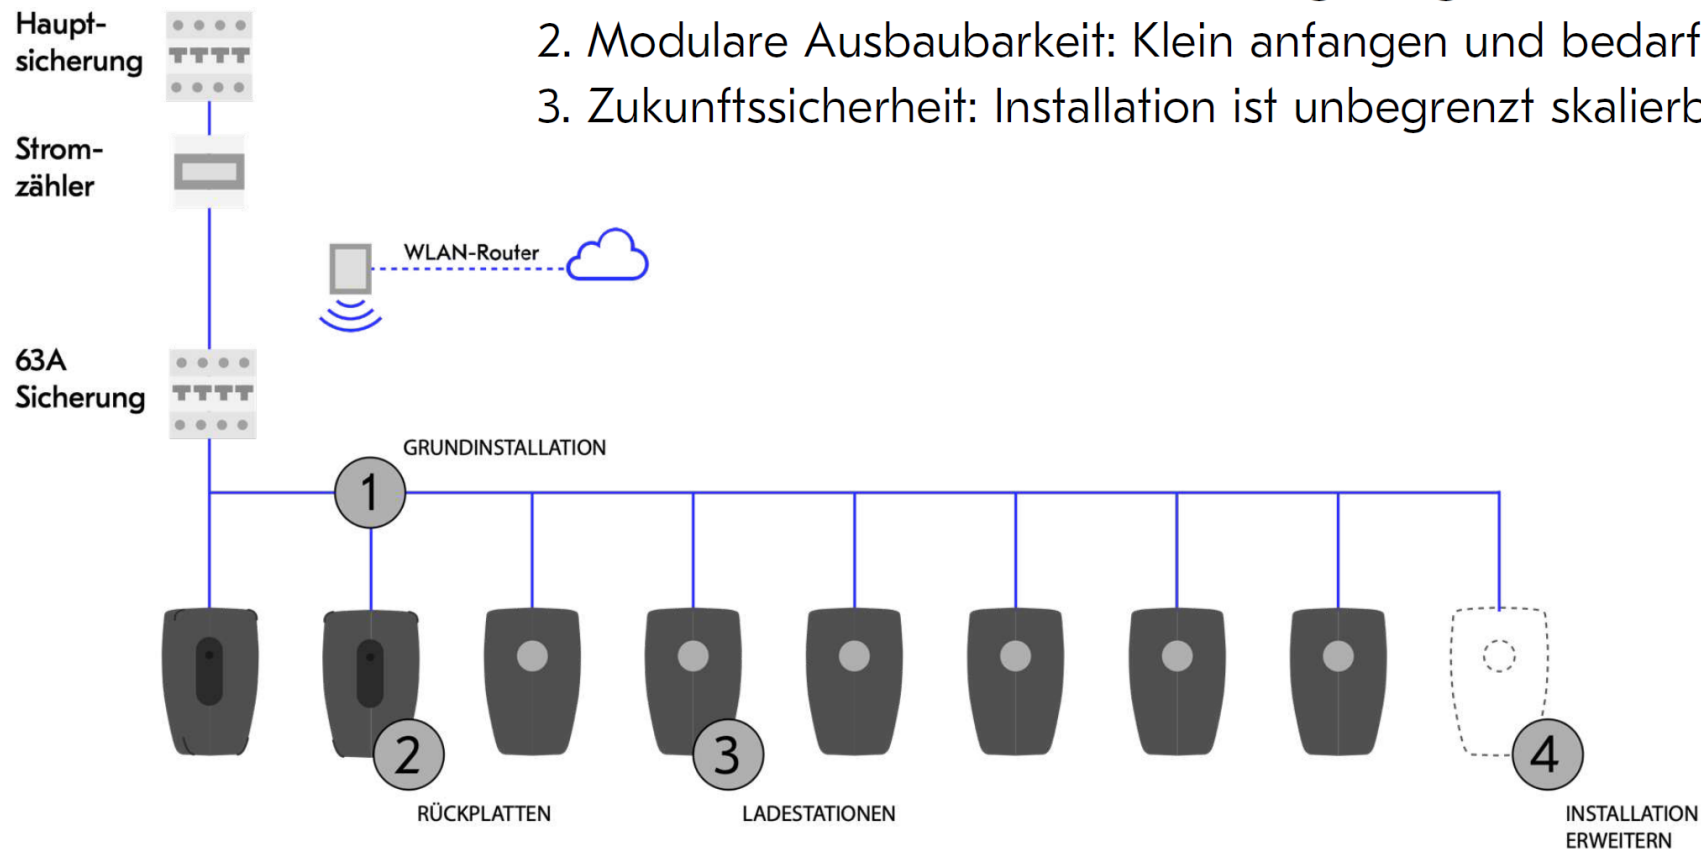 Haupt-
sicherung
2. Modulare Ausbaubarkeit: Klein anfangen und bedarf
3. Zukunftssicherheit: Installation ist unbegrenzt skalierb
Strom-
zähler
WLAN-Router
63A
Sicherung
GRUNDINSTALLATION
1
2
3
4
RÜCKPLATTEN
LADESTATIONEN
INSTALLATION
ERWEITERN